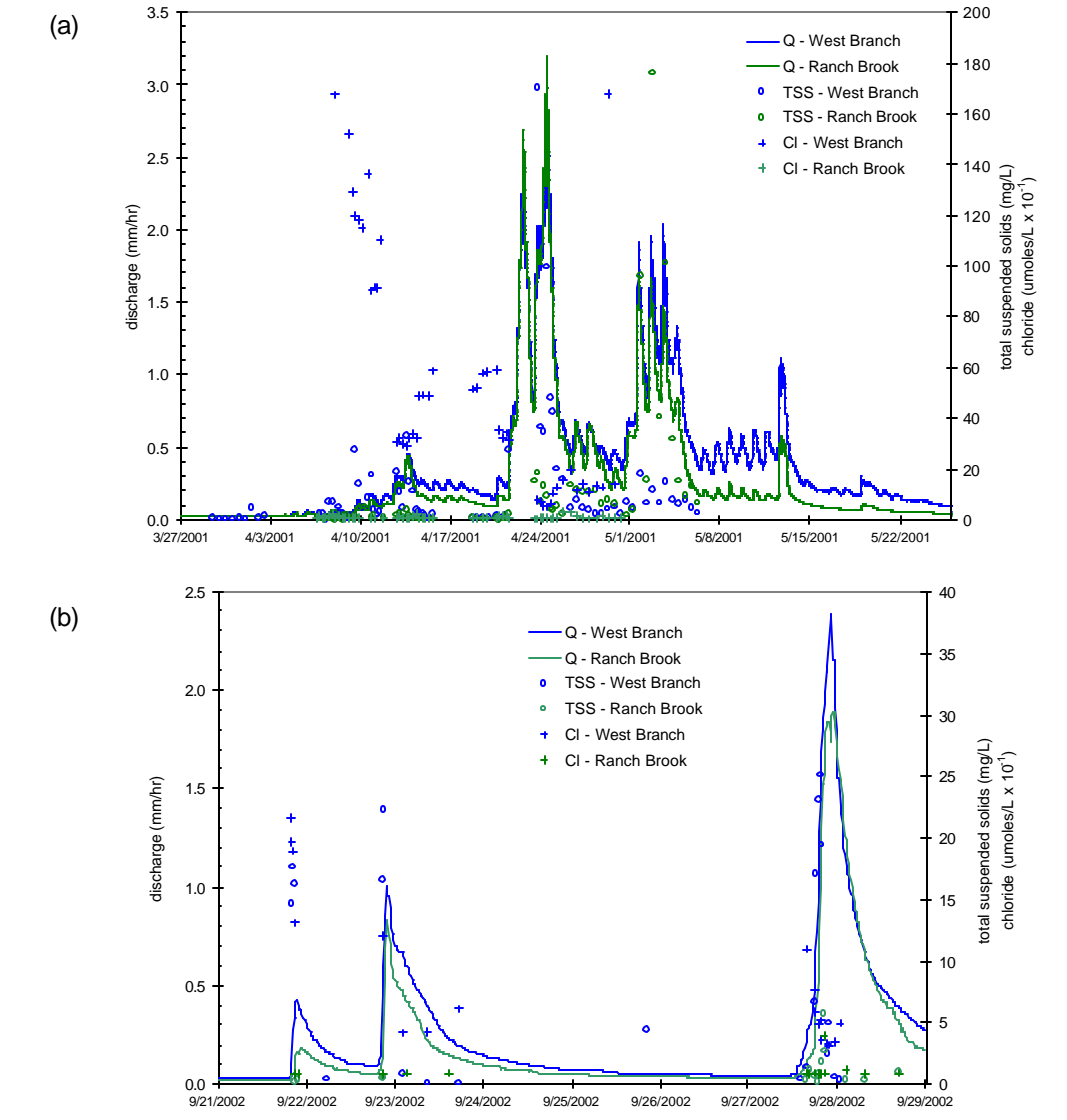 (a)
3.5
3.0
2.5
2.0
1.5
1.0
0.5
0.0
discharge (mm/hr)
200
180
160
140
120
100
80
60
40
20
0
total suspended solids (mg/L)
chloride (umoles/L x 10-1)
Q - West Branch
Q - Ranch Brook
TSS - West Branch
TSS - Ranch Brook
Cl - West Branch
Cl - Ranch Brook
3/27/2001 4/3/2001 4/10/2001 4/17/2001 4/24/2001 5/1/2001 5/8/2001 5/15/2001 5/22/2001
(b)
2.5
2.0
1.5
1.0
0.5
0.0
discharge (mm/hr)
40
35
30
25
20
15
10
5
0
total suspended solids (mg/L)
chloride (umoles/L x 10-1)
Q - West Branch
Q - Ranch Brook
TSS - West Branch
TSS - Ranch Brook
Cl - West Branch
Cl - Ranch Brook
9/21/2002 9/22/2002 9/23/2002 9/24/2002 9/25/2002 9/26/2002 9/27/2002 9/28/2002 9/29/2002